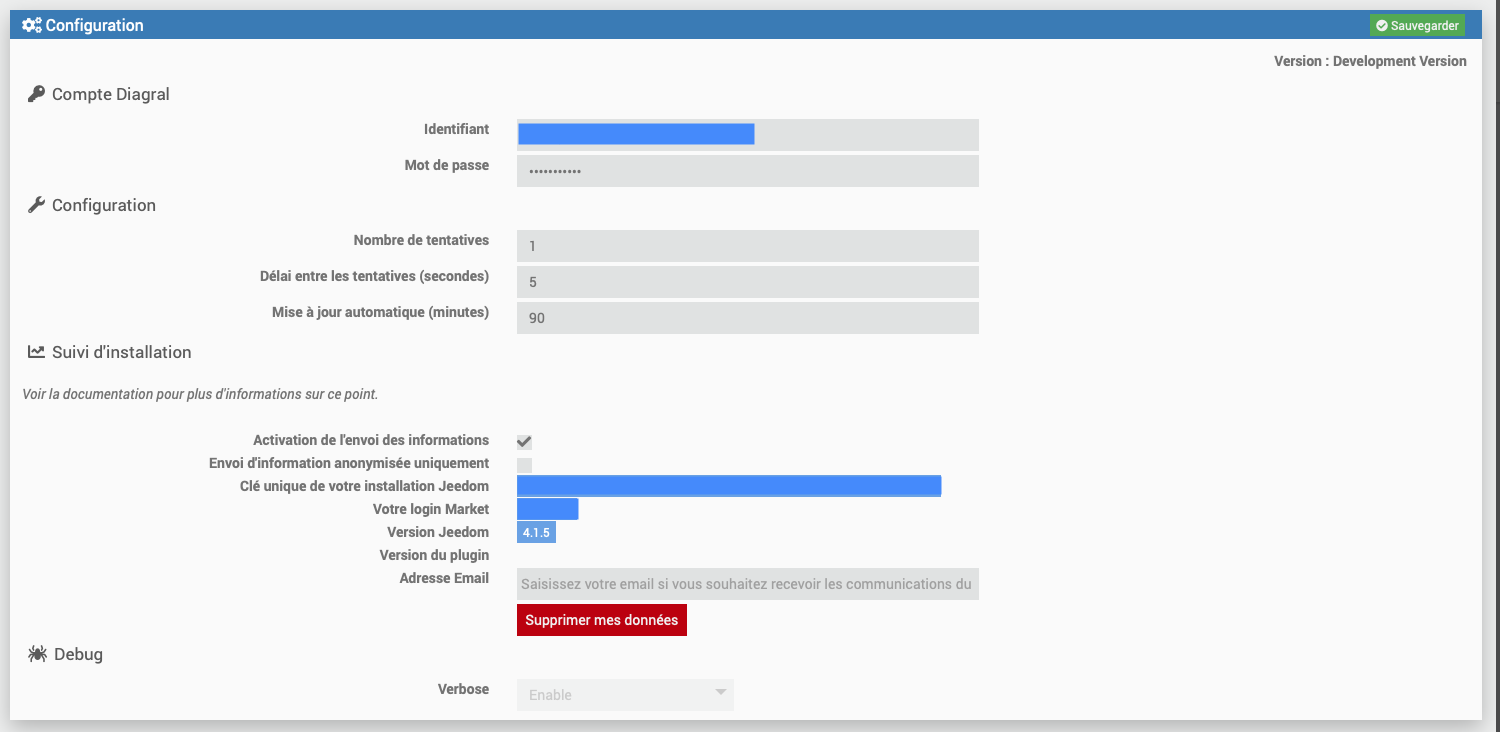 Configuration
Sauvegarder
Version : Development Version
Compte Diagral
Identifiant
Mot de passe •••••••••••
Configuration
Nombre de tentatives 1
Délai entre les tentatives (secondes) 5
Mise à jour automatique (minutes) 90
Suivi d'installation
Voir la documentation pour plus d'informations sur ce point.
Activation de l'envoi des informations
Envoi d'information anonymisée uniquement
Clé unique de votre installation Jeedom
Votre login Market
Version Jeedom 4.1.5
Version du plugin
Adresse Email Saisissez votre email si vous souhaitez recevoir les communications du
Supprimer mes données
Debug
Verbose Enable